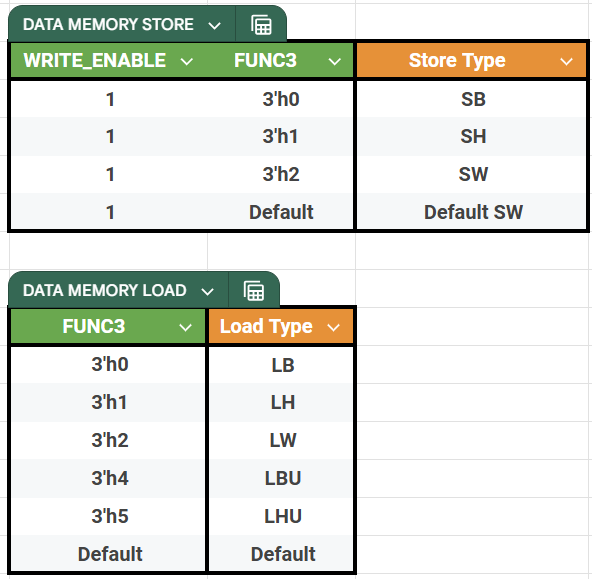 DATA MEMORY STORE
WRITE_ENABLE FUNC3 Store Type
1 3'h0 SB
1 3'h1 SH
1 3'h2 SW
1 Default Default SW
DATA MEMORY LOAD
FUNC3 Load Type
3'h0 LB
3'h1 LH
3'h2 LW
3'h4 LBU
3'h5 LHU
Default Default